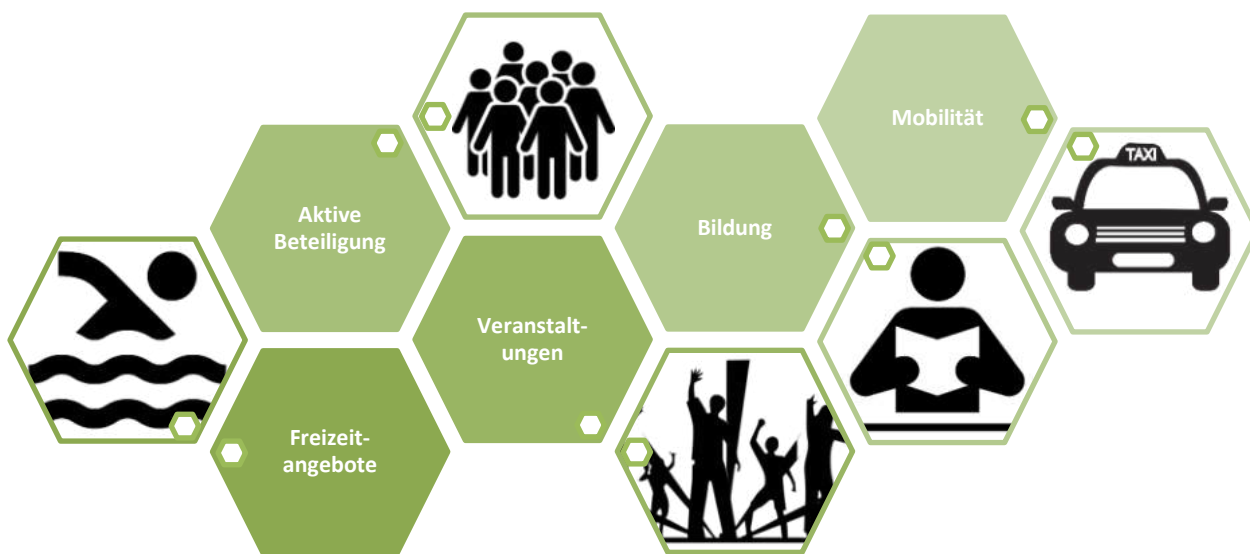 Mobilität
TAXI
Aktive
Beteiligung
Bildung
Veranstalt-
ungen
Freizeit-
angebote